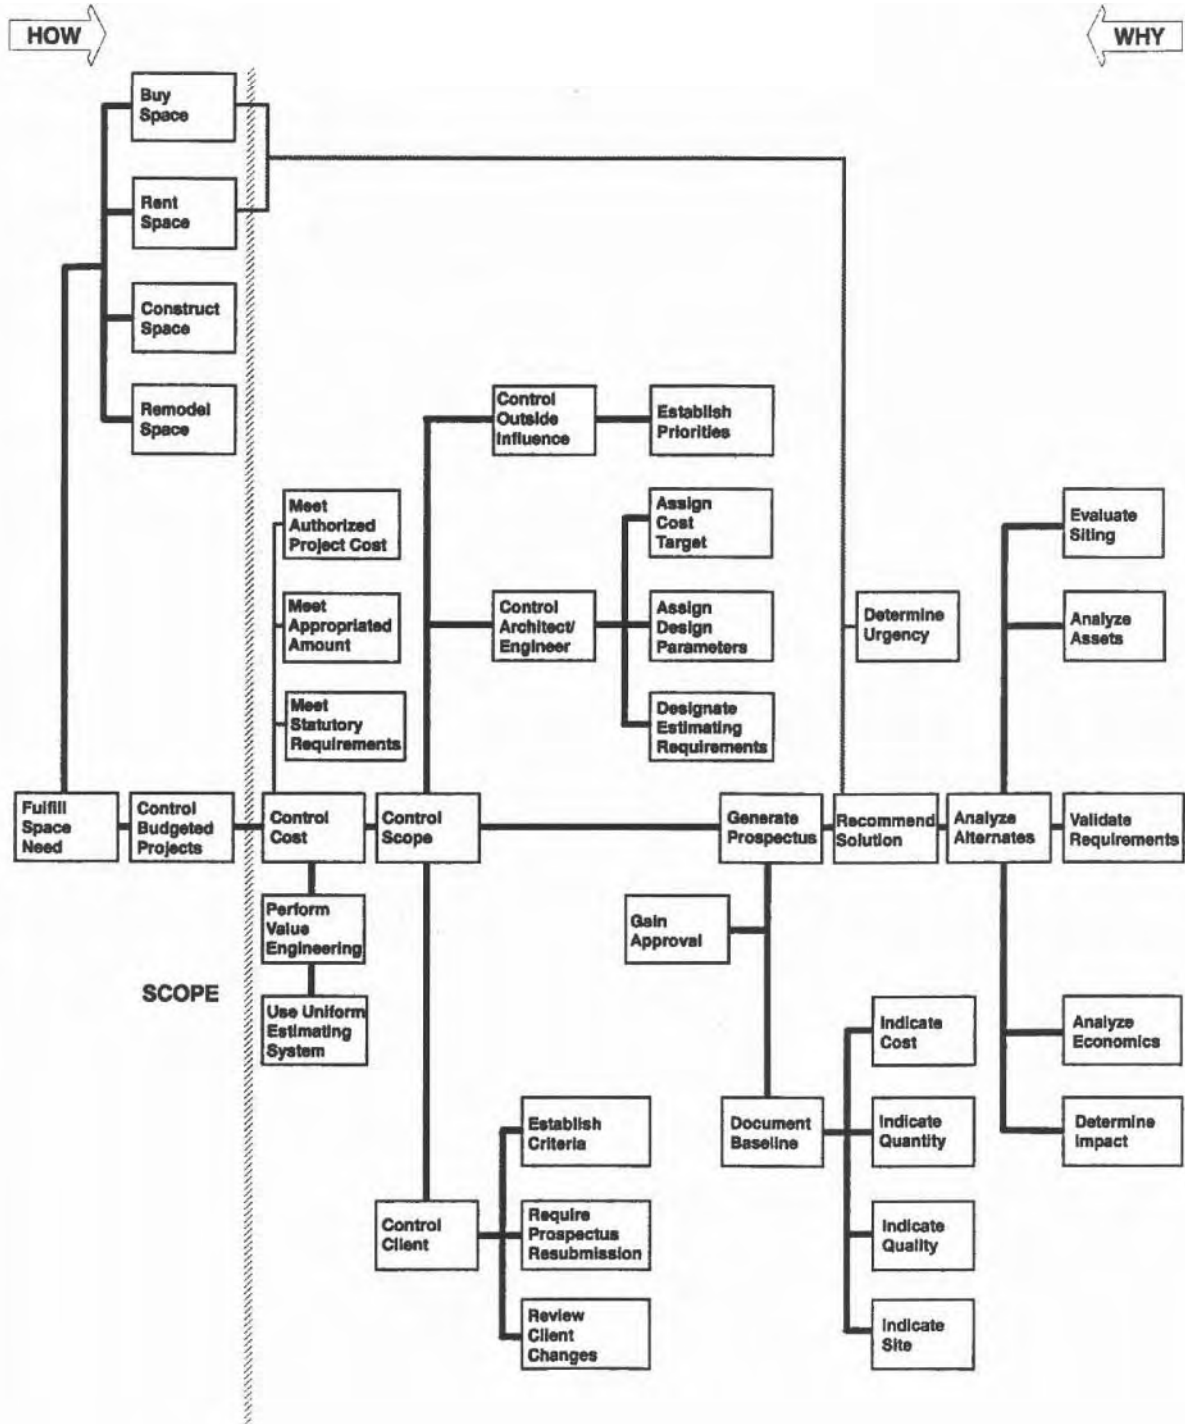 HOW
WHY
Buy
Space
Rent
Space
Construct
Space
Remodel
Space
Control
Outside
Influence
Establish
Priorities
Meet
Authorized
Project Cost
Assign
Cost
Target
Evaluate
Siting
Meet
Appropriated
Amount
Control
Architect/
Engineer
Assign
Design
Parameters
Determine
Urgency
Analyze
Assets
Meet
Statutory
Requirements
Designate
Estimating
Requirements
Fulfill
Space
Need
Control
Budgeted
Projects
Control
Cost
Control
Scope
Generate
Prospectus
Recommend
Solution
Analyze
Alternates
Validate
Requirements
Perform
Value
Engineering
Gain
Approval
SCOPE
Use Uniform
Estimating
System
Indicate
Cost
Analyze
Economics
Establish
Criteria
Document
Baseline
Indicate
Quantity
Determine
Impact
Control
Client
Require
Prospectus
Resubmission
Indicate
Quality
Review
Client
Changes
Indicate
Site